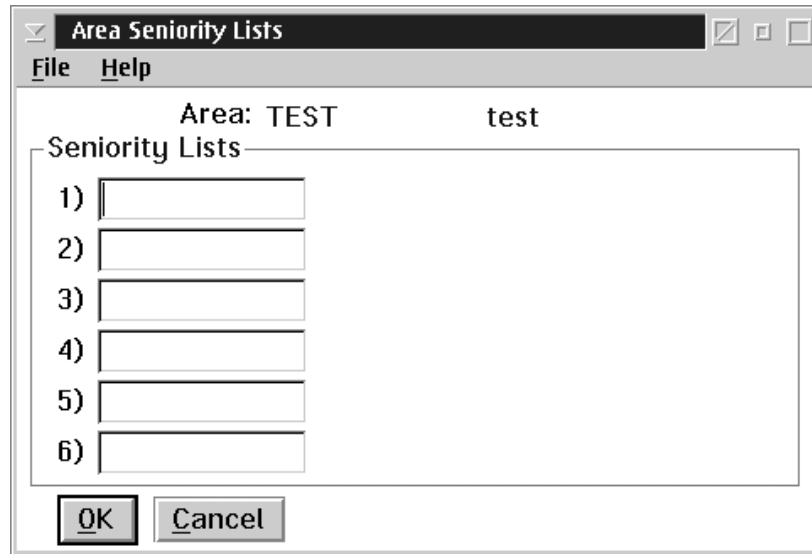 Area Seniority Lists
File Help
Area: TEST test
Seniority Lists
1)
2)
3)
4)
5)
6)
OK Cancel